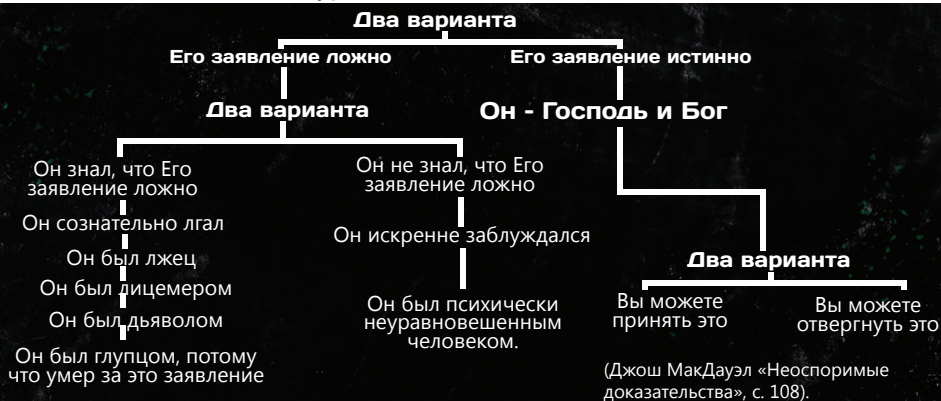 Два варианта
Его заявление ложно
Его заявление истинно
Два варианта
Он - Господь и Бог
Он знал, что Его
заявление ложно
Он не знал, что Его
заявление ложно
Он сознательно лгал
Он искренне заблуждался
Он был лжец
Он был лицемером
Он был дьяволом
Он был глупцом, потому
что умер за это заявление
Он был психически
неуравновешенным
человеком.
Два варианта
Вы можете
принять это
Вы можете
отвергнуть это
(Джош МакДауэл «Неоспоримые
доказательства», с. 108).